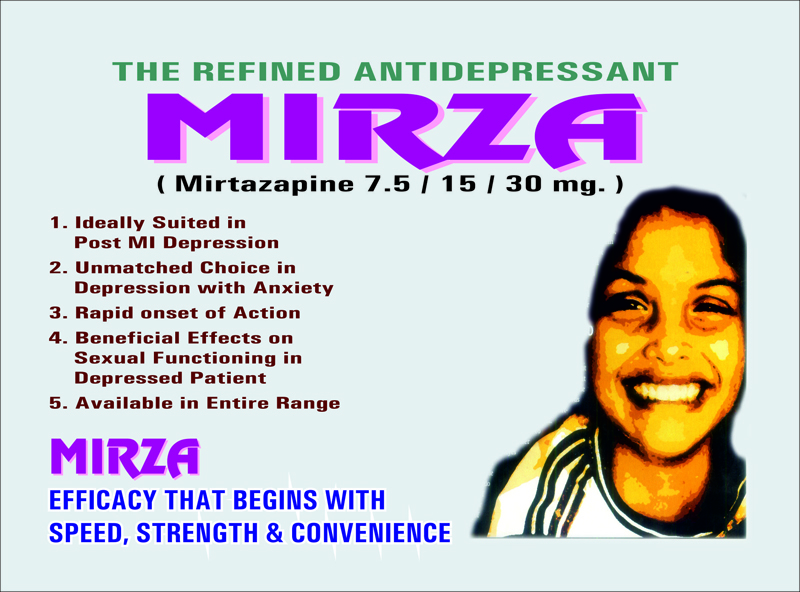 THE REFINED ANTIDEPRESSANT
MIRZA
( Mirtazapine 7.5 / 15 / 30 mg. )
1. Ideally Suited in
Post MI Depression
2. Unmatched Choice in
Depression with Anxiety
3. Rapid onset of Action
4. Beneficial Effects on
Sexual Functioning in
Depressed Patient
5. Available in Entire Range
MIRZA
EFFICACY THAT BEGINS WITH
SPEED, STRENGTH & CONVENIENCE